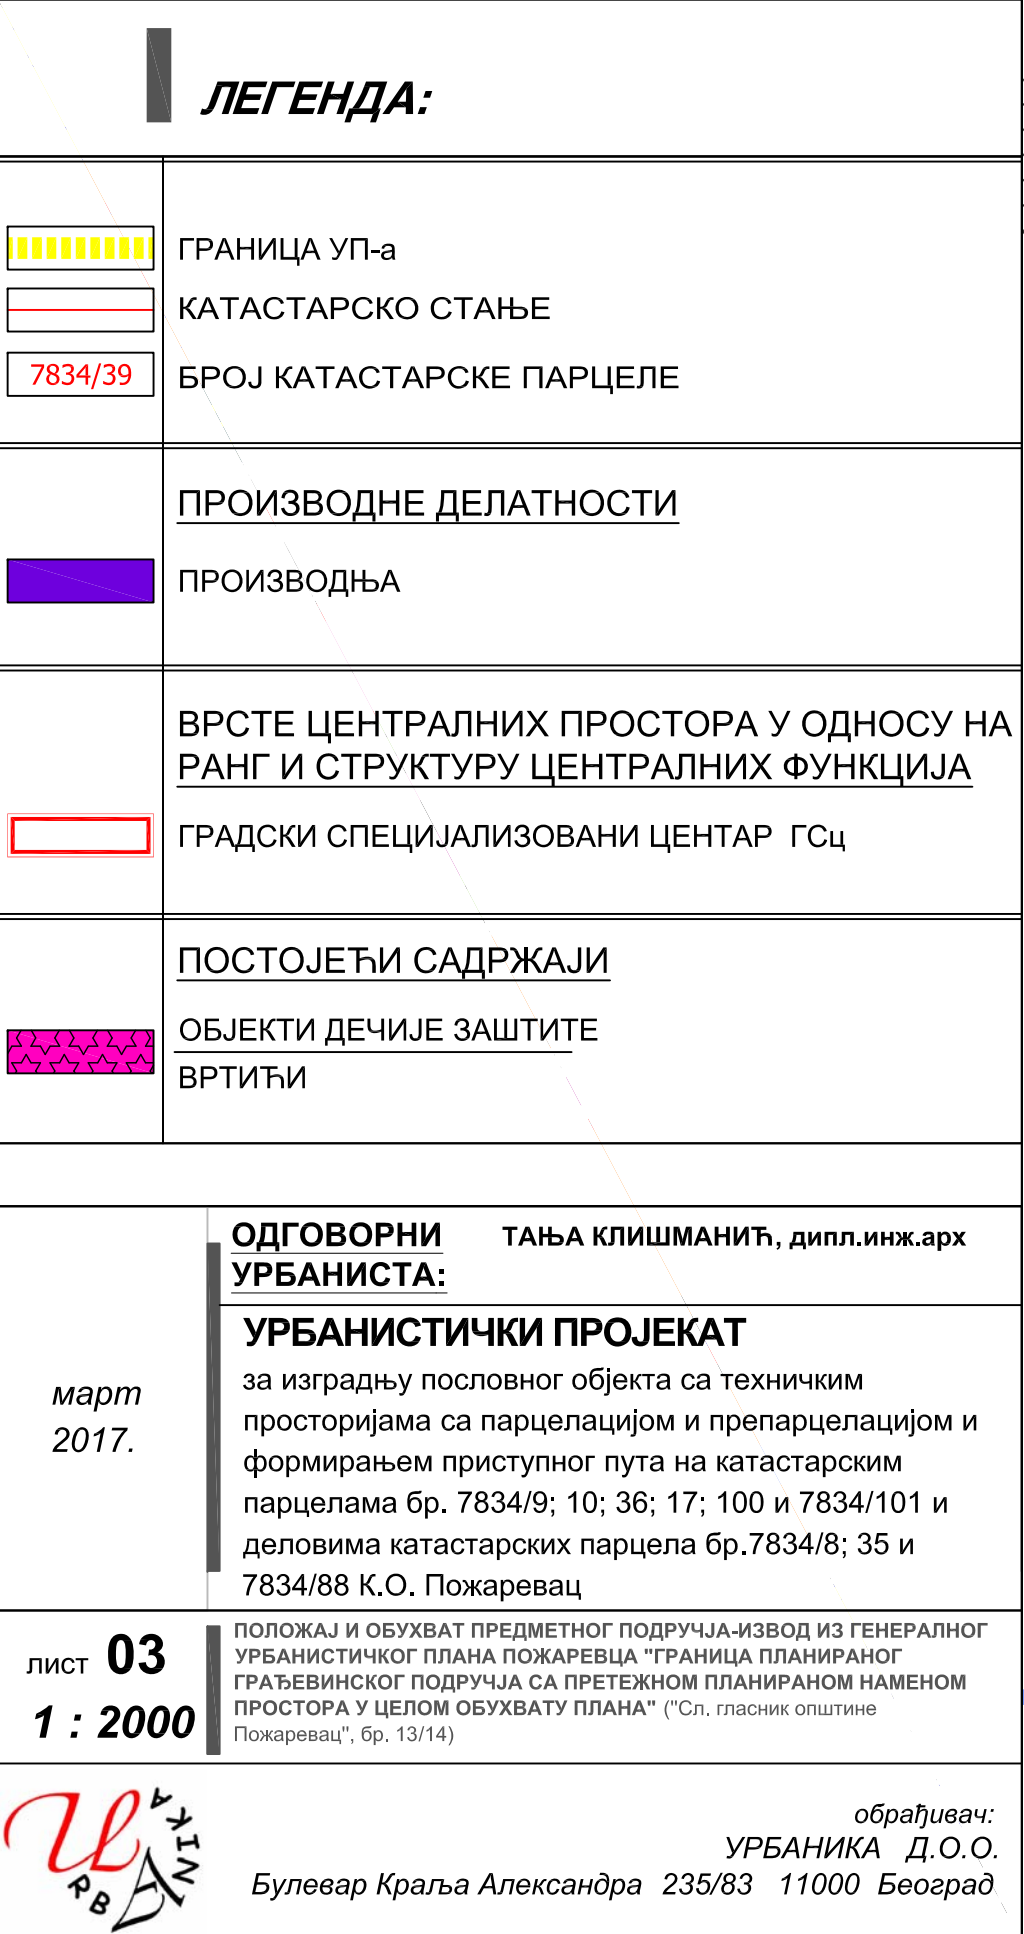 ЛЕГЕНДА:
ГРАНИЦА УП-а
КАТАСТАРСКО СТАЊЕ
7834/39 БРОЈ КАТАСТАРСКЕ ПАРЦЕЛЕ
ПРОИЗВОДНЕ ДЕЛАТНОСТИ
ПРОИЗВОДЊА
ВРСТЕ ЦЕНТРАЛНИХ ПРОСТОРА У ОДНОСУ НА
РАНГ И СТРУКТУРУ ЦЕНТРАЛНИХ ФУНКЦИЈА
ГРАДСКИ СПЕЦИЈАЛИЗОВАНИ ЦЕНТАР ГСц
ПОСТОЈЕЋИ САДРЖАЈИ
ОБЈЕКТИ ДЕЧИЈЕ ЗАШТИТЕ
ВРТИЋИ
ОДГОВОРНИ
УРБАНИСТА:
ТАЊА КЛИШМАНИЋ, дипл.инж.арх
март
2017.
УРБАНИСТИЧКИ ПРОЈЕКАТ
за изградњу пословног објекта са техничким
просторијама са парцелацијом и препарцелацијом и
формирањем приступног пута на катастарским
парцелама бр. 7834/9; 10; 36; 17; 100 и 7834/101 и
деловима катастарских парцела бр.7834/8; 35 и
7834/88 К.О. Пожаревац
лист 03
1 : 2000
ПОЛОЖАЈ И ОБУХВАТ ПРЕДМЕТНОГ ПОДРУЧЈА-ИЗВОД ИЗ ГЕНЕРАЛНОГ
УРБАНИСТИЧКОГ ПЛАНА ПОЖАРЕВЦА "ГРАНИЦА ПЛАНИРАНОГ
ГРАЂЕВИНСКОГ ПОДРУЧЈА СА ПРЕТЕЖНОМ ПЛАНИРАНОМ НАМЕНОМ
ПРОСТОРА У ЦЕЛОМ ОБУХВАТУ ПЛАНА" ("Сл. гласник општине
Пожаревац", бр. 13/14)
U
URBANIKA
обрађивач:
УРБАНИКА Д.О.О.
Булевар Краља Александра 235/83 11000 Београд